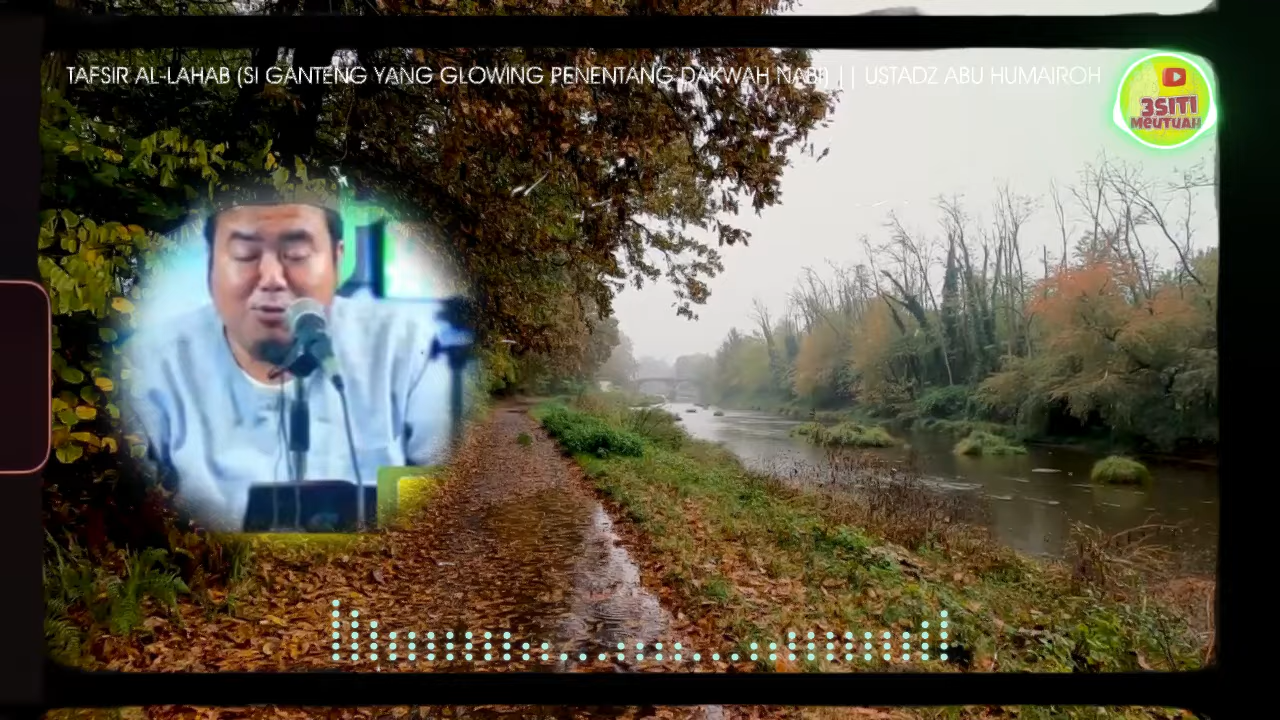 TAFSIR AL-LAHAB (SI GANTENG YANG GLOWING PENENTANG DAKWAH NABI) || USTADZ ABU HUMAIROH
3SITI
MEUTUAH